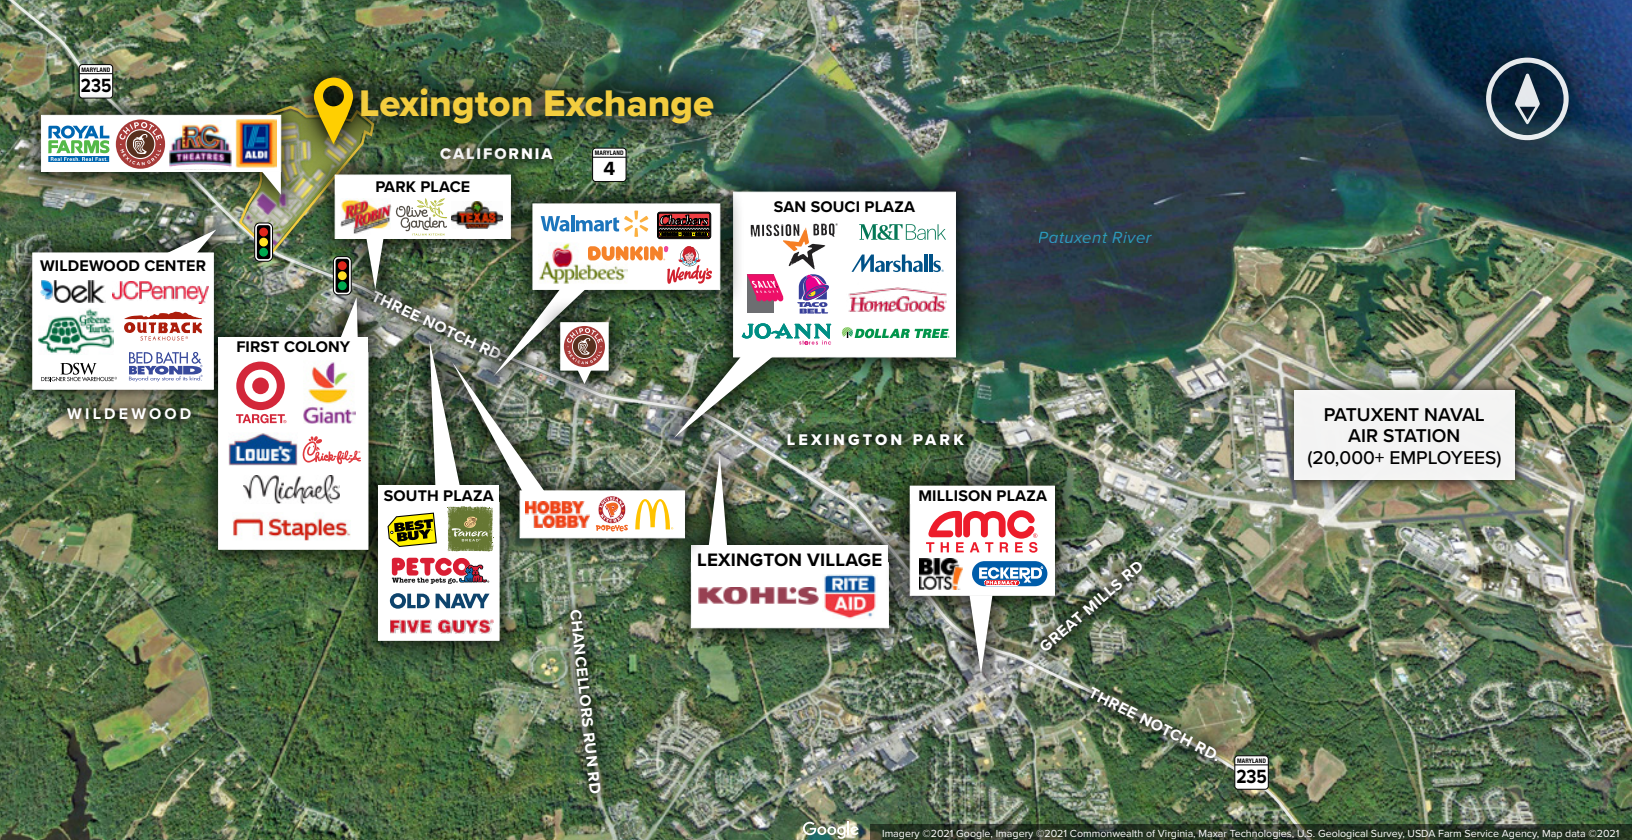 MARYLAND
235
Lexington Exchange
ROYAL
FARMS
Real Fresh. Real Fast.
CHIPOTLE
MEXICAN GRILL
RC
THEATRES
ALDI
CALIFORNIA
MARYLAND
4
PARK PLACE
RED ROBIN
Olive
Garden
TEXAS
Walmart
Checkers
DUNKIN'
Applebee's
Wendy's
SAN SOUCI PLAZA
MISSION BBQ
M&T Bank
Marshalls.
SALLY
BEAUTY
TACO
BELL
HomeGoods
JO-ANN
stores inc
DOLLAR TREE
Patuxent River
WILDEWOOD CENTER
belk
JCPenney
the
Greene
Turtle
OUTBACK
STEAKHOUSE
DSW
DESIGNER SHOE WAREHOUSE
BED BATH &
BEYOND
Beyond any store of its kind.
WILDEWOOD
THREE NOTCH RD.
CHIPOTLE
MEXICAN GRILL
FIRST COLONY
TARGET
Giant
LOWE'S
Chick-fil-A
Michaels
Staples
LEXINGTON PARK
PATUXENT NAVAL
AIR STATION
(20,000+ EMPLOYEES)
SOUTH PLAZA
BEST
BUY
Panera
BREAD
PETCO
Where the pets go.
OLD NAVY
FIVE GUYS
HOBBY
LOBBY
POPEYES
LEXINGTON VILLAGE
KOHL'S
RITE
AID
MILLISON PLAZA
amc
THEATRES
BIG
LOTS!
ECKERD
PHARMACY
GREAT MILLS RD
CHANCELLORS RUN RD
THREE NOTCH RD.
MARYLAND
235
Google
Imagery ©2021 Google, Imagery ©2021 Commonwealth of Virginia, Maxar Technologies, U.S. Geological Survey, USDA Farm Service Agency, Map data ©2021